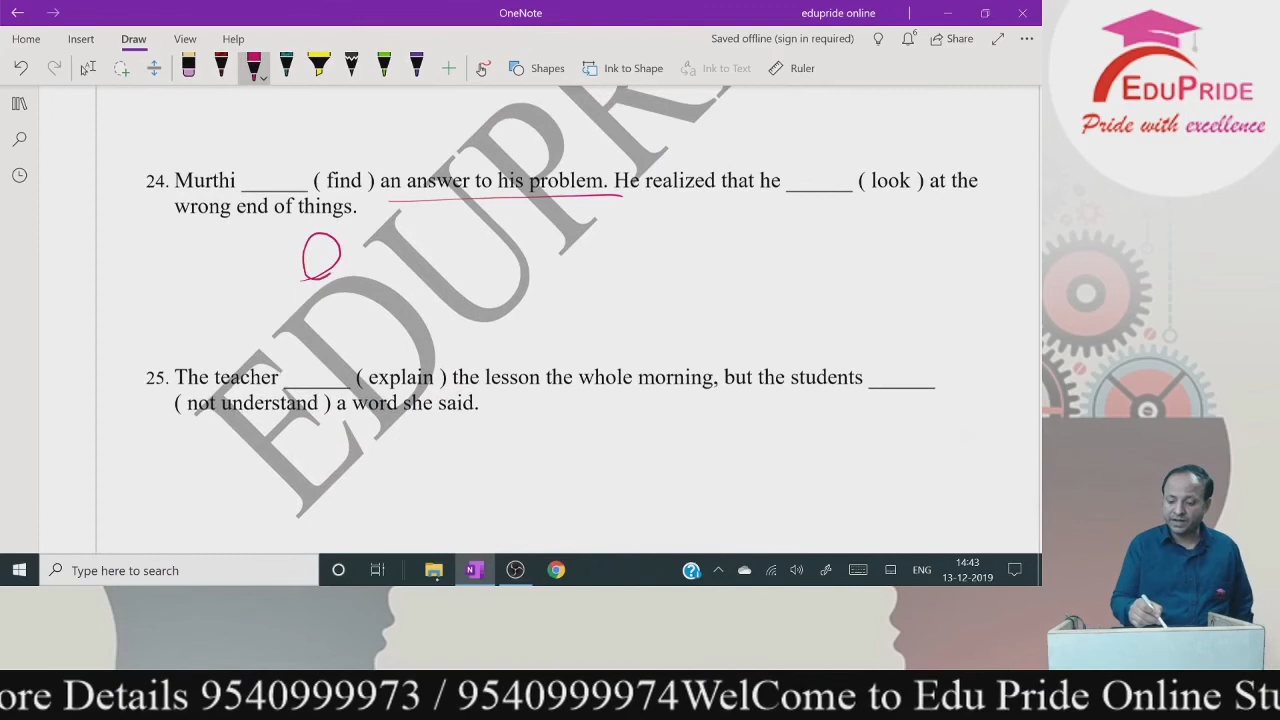 OneNote
edupride online
Home Insert Draw View Help
Saved offline (sign in required)
6
Share
Shapes
Ink to Shape
Ink to Text
Ruler
EDUPRIDE
Pride with excellence
EDUPR
24. Murthi ______ ( find ) an answer to his problem. He realized that he ______ ( look ) at the
wrong end of things.
25. The teacher ______ ( explain ) the lesson the whole morning, but the students ______
( not understand ) a word she said.
Type here to search
ENG
14:43
13-12-2019
ore Details 9540999973 / 9540999974WelCome to Edu Pride Online Stu